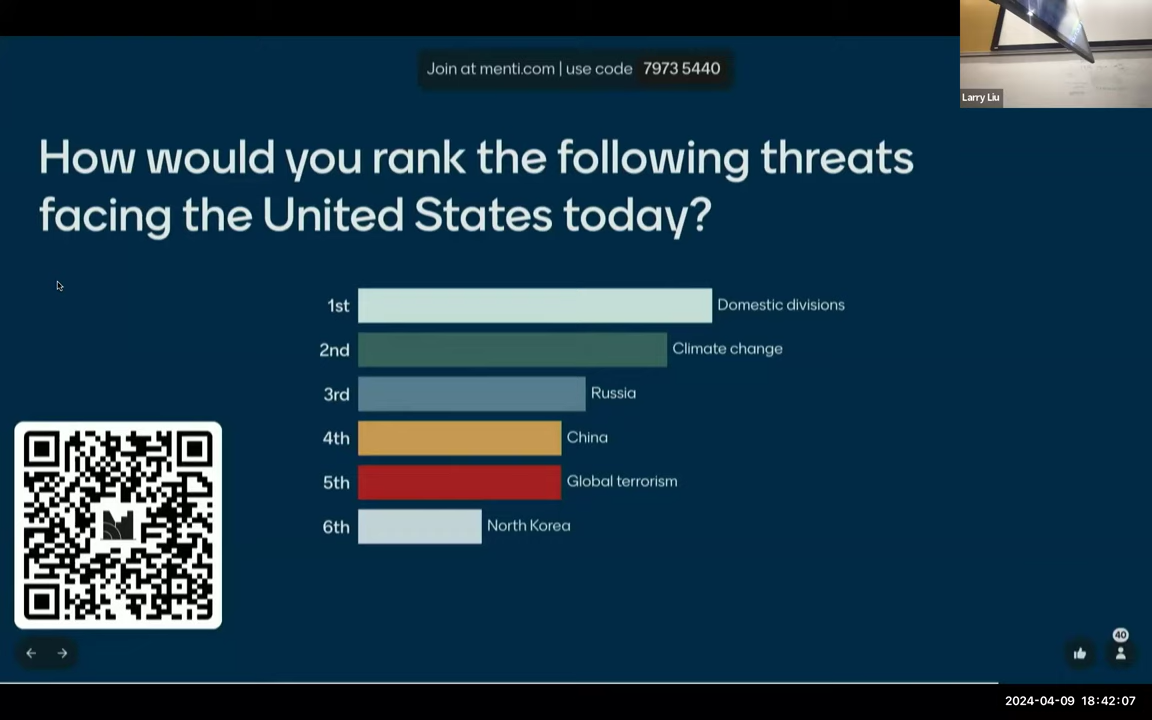 Join at menti.com | use code 7973 5440
Larry Liu
How would you rank the following threats
facing the United States today?
1st Domestic divisions
2nd Climate change
3rd Russia
4th China
5th Global terrorism
6th North Korea
40
2024-04-09 18:42:07